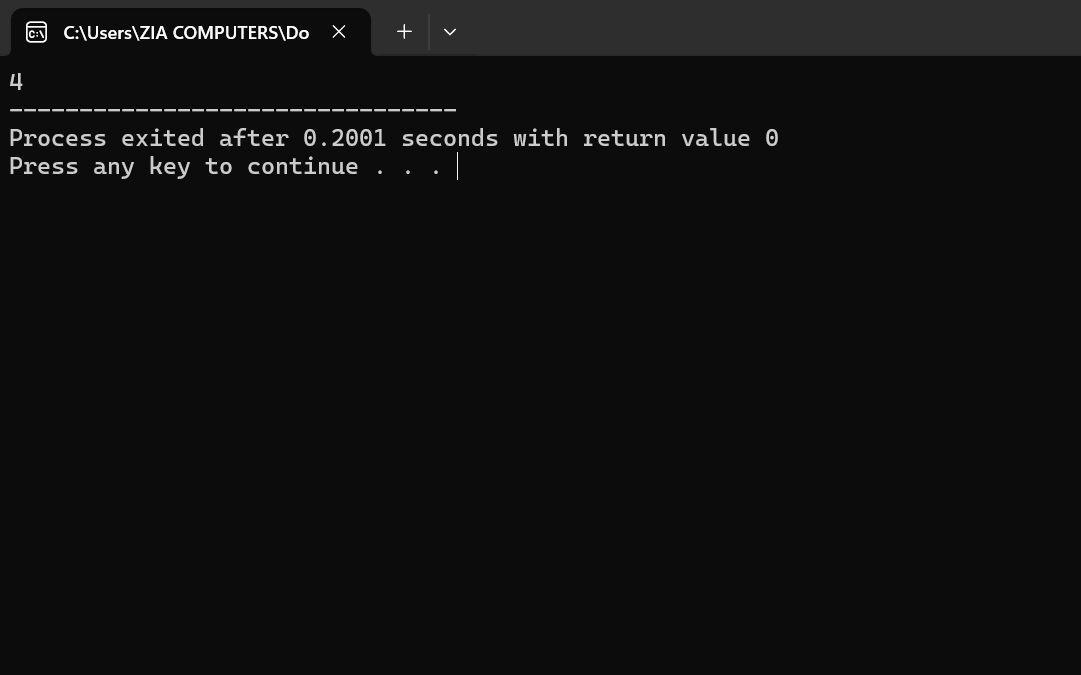 C:\Users\ZIA COMPUTERS\Do
4
--------------------------------
Process exited after 0.2001 seconds with return value 0
Press any key to continue . . .